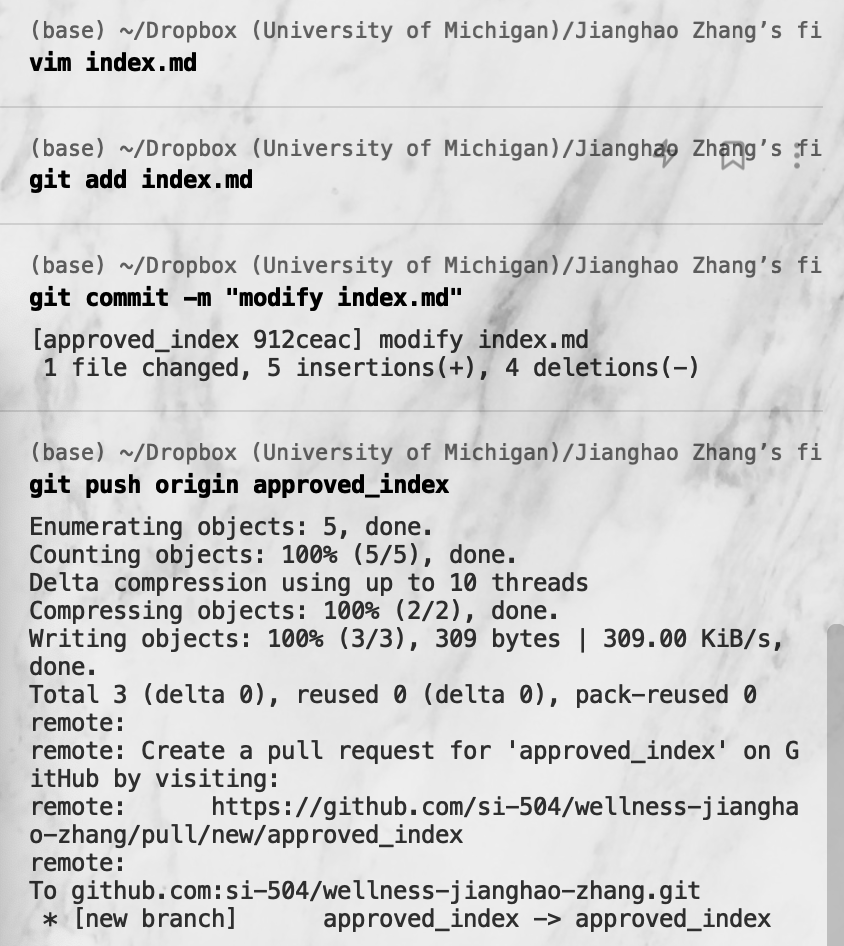 (base) ~/Dropbox (University of Michigan)/Jianghao Zhang’s fi
vim index.md
(base) ~/Dropbox (University of Michigan)/Jianghao Zhang’s fi
git add index.md
(base) ~/Dropbox (University of Michigan)/Jianghao Zhang’s fi
git commit -m "modify index.md"
[approved_index 912ceac] modify index.md
 1 file changed, 5 insertions(+), 4 deletions(-)
(base) ~/Dropbox (University of Michigan)/Jianghao Zhang’s fi
git push origin approved_index
Enumerating objects: 5, done.
Counting objects: 100% (5/5), done.
Delta compression using up to 10 threads
Compressing objects: 100% (2/2), done.
Writing objects: 100% (3/3), 309 bytes | 309.00 KiB/s,
done.
Total 3 (delta 0), reused 0 (delta 0), pack-reused 0
remote:
remote: Create a pull request for 'approved_index' on G
itHub by visiting:
remote:      https://github.com/si-504/wellness-jiangha
o-zhang/pull/new/approved_index
remote:
To github.com:si-504/wellness-jianghao-zhang.git
 * [new branch]      approved_index -> approved_index